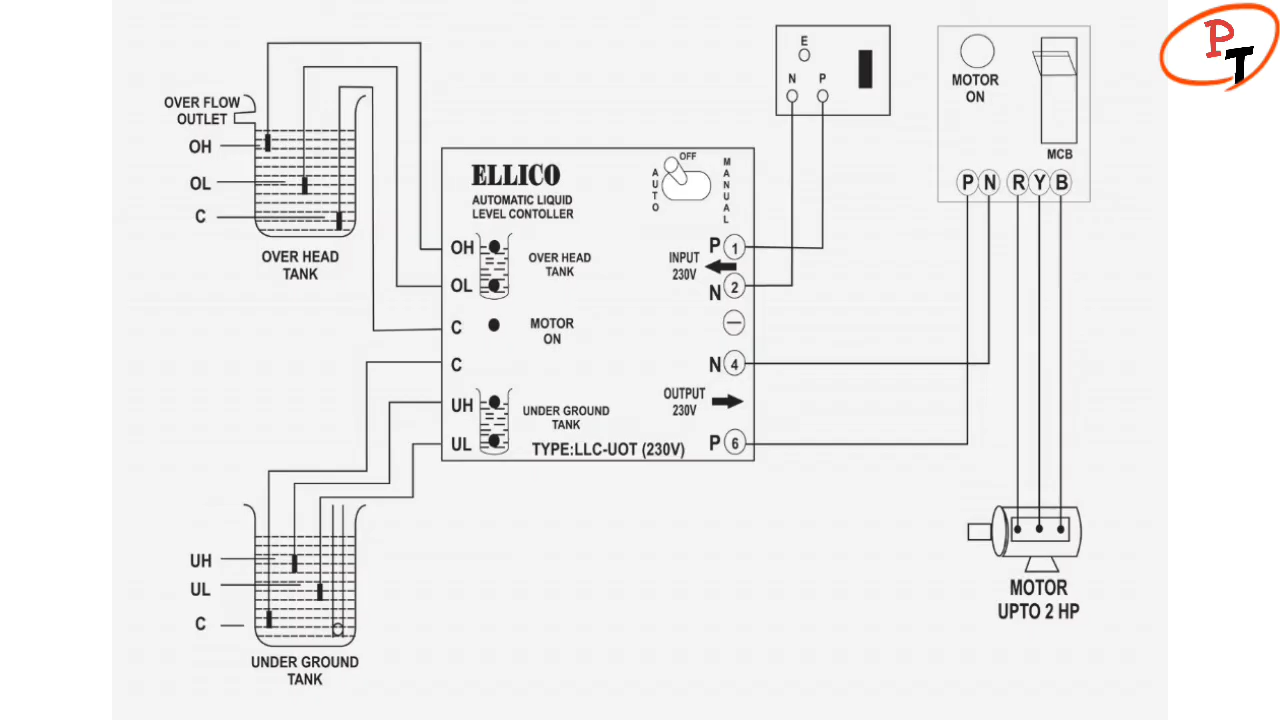 P
T
OVER FLOW
OUTLET
OH
OL
C
OVER HEAD
TANK
ELLICO
AUTOMATIC LIQUID
LEVEL CONTOLLER
AUTO
OFF
MANUAL
OH
OL
C
C
UH
UL
OVER HEAD
TANK
MOTOR
ON
UNDER GROUND
TANK
TYPE:LLC-UOT (230V)
INPUT
230V
P 1
N 2
N 4
OUTPUT
230V
P 6
E
N P
MOTOR
ON
MCB
P N R Y B
MOTOR
UPTO 2 HP
UH
UL
C
UNDER GROUND
TANK